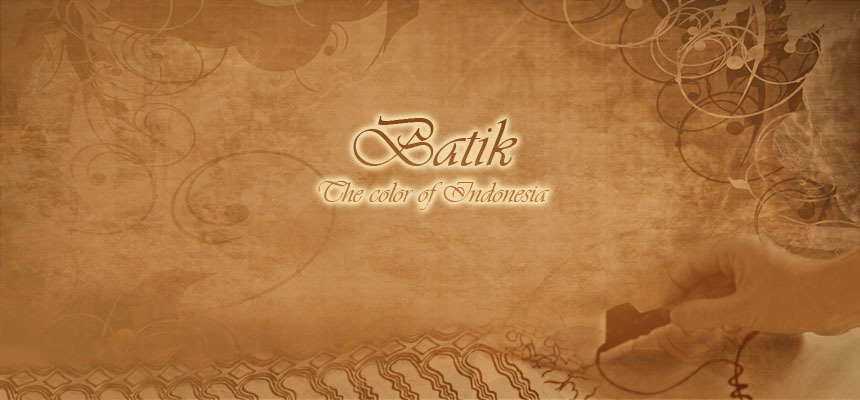 Batik
The color of Indonesia